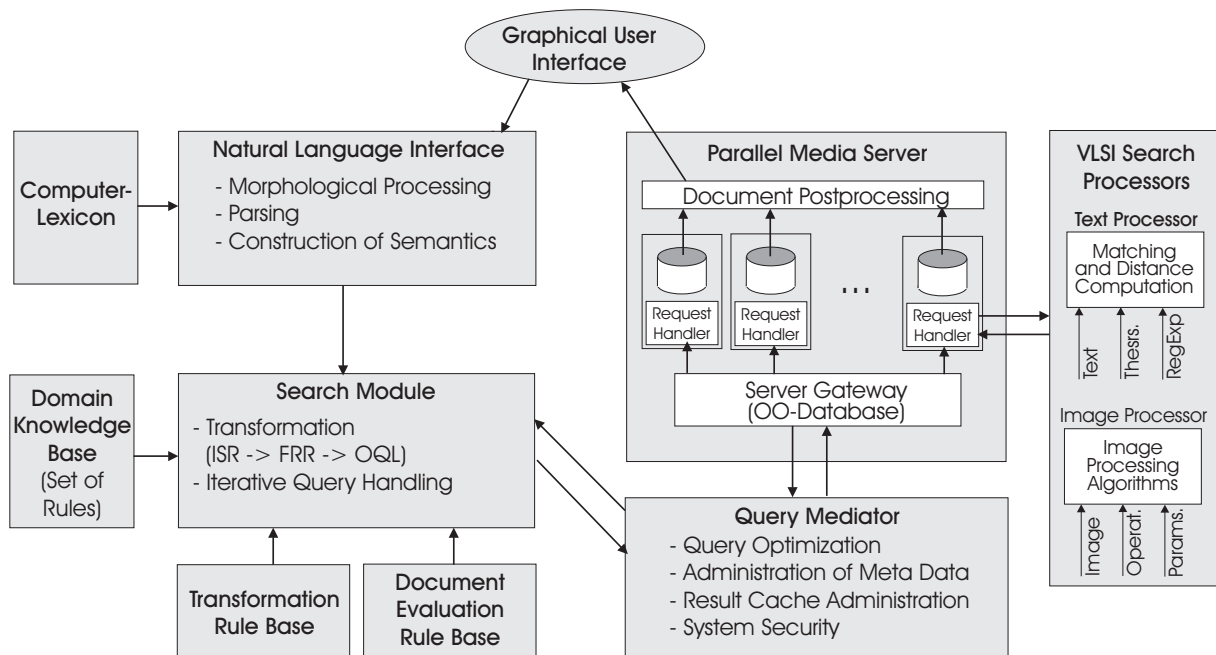 Graphical User
Interface
Natural Language Interface
- Morphological Processing
- Parsing
- Construction of Semantics
Computer-
Lexicon
Search Module
- Transformation
(ISR -> FRR -> OQL)
- Iterative Query Handling
Domain
Knowledge
Base
(Set of
Rules)
Transformation
Rule Base
Document
Evaluation
Rule Base
Parallel Media Server
Document Postprocessing
Request
Handler
Request
Handler
...
Request
Handler
Server Gateway
(OO-Database)
Query Mediator
- Query Optimization
- Administration of Meta Data
- Result Cache Administration
- System Security
VLSI Search
Processors
Text Processor
Matching
and Distance
Computation
Text
Thesrs.
RegExp
Image Processor
Image
Processing
Algorithms
Image
Operat.
Params.